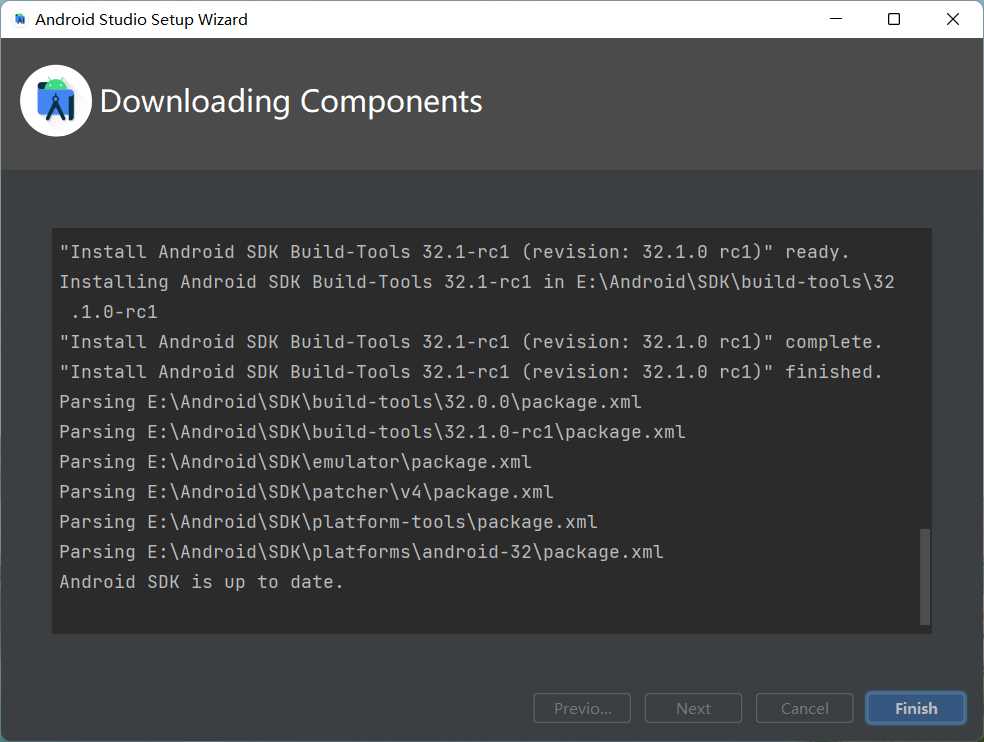 Android Studio Setup Wizard
Downloading Components
"Install Android SDK Build-Tools 32.1-rc1 (revision: 32.1.0 rc1)" ready.
Installing Android SDK Build-Tools 32.1-rc1 in E:\Android\SDK\build-tools\32
.1.0-rc1
"Install Android SDK Build-Tools 32.1-rc1 (revision: 32.1.0 rc1)" complete.
"Install Android SDK Build-Tools 32.1-rc1 (revision: 32.1.0 rc1)" finished.
Parsing E:\Android\SDK\build-tools\32.0.0\package.xml
Parsing E:\Android\SDK\build-tools\32.1.0-rc1\package.xml
Parsing E:\Android\SDK\emulator\package.xml
Parsing E:\Android\SDK\patcher\v4\package.xml
Parsing E:\Android\SDK\platform-tools\package.xml
Parsing E:\Android\SDK\platforms\android-32\package.xml
Android SDK is up to date.
Previo... Next Cancel Finish